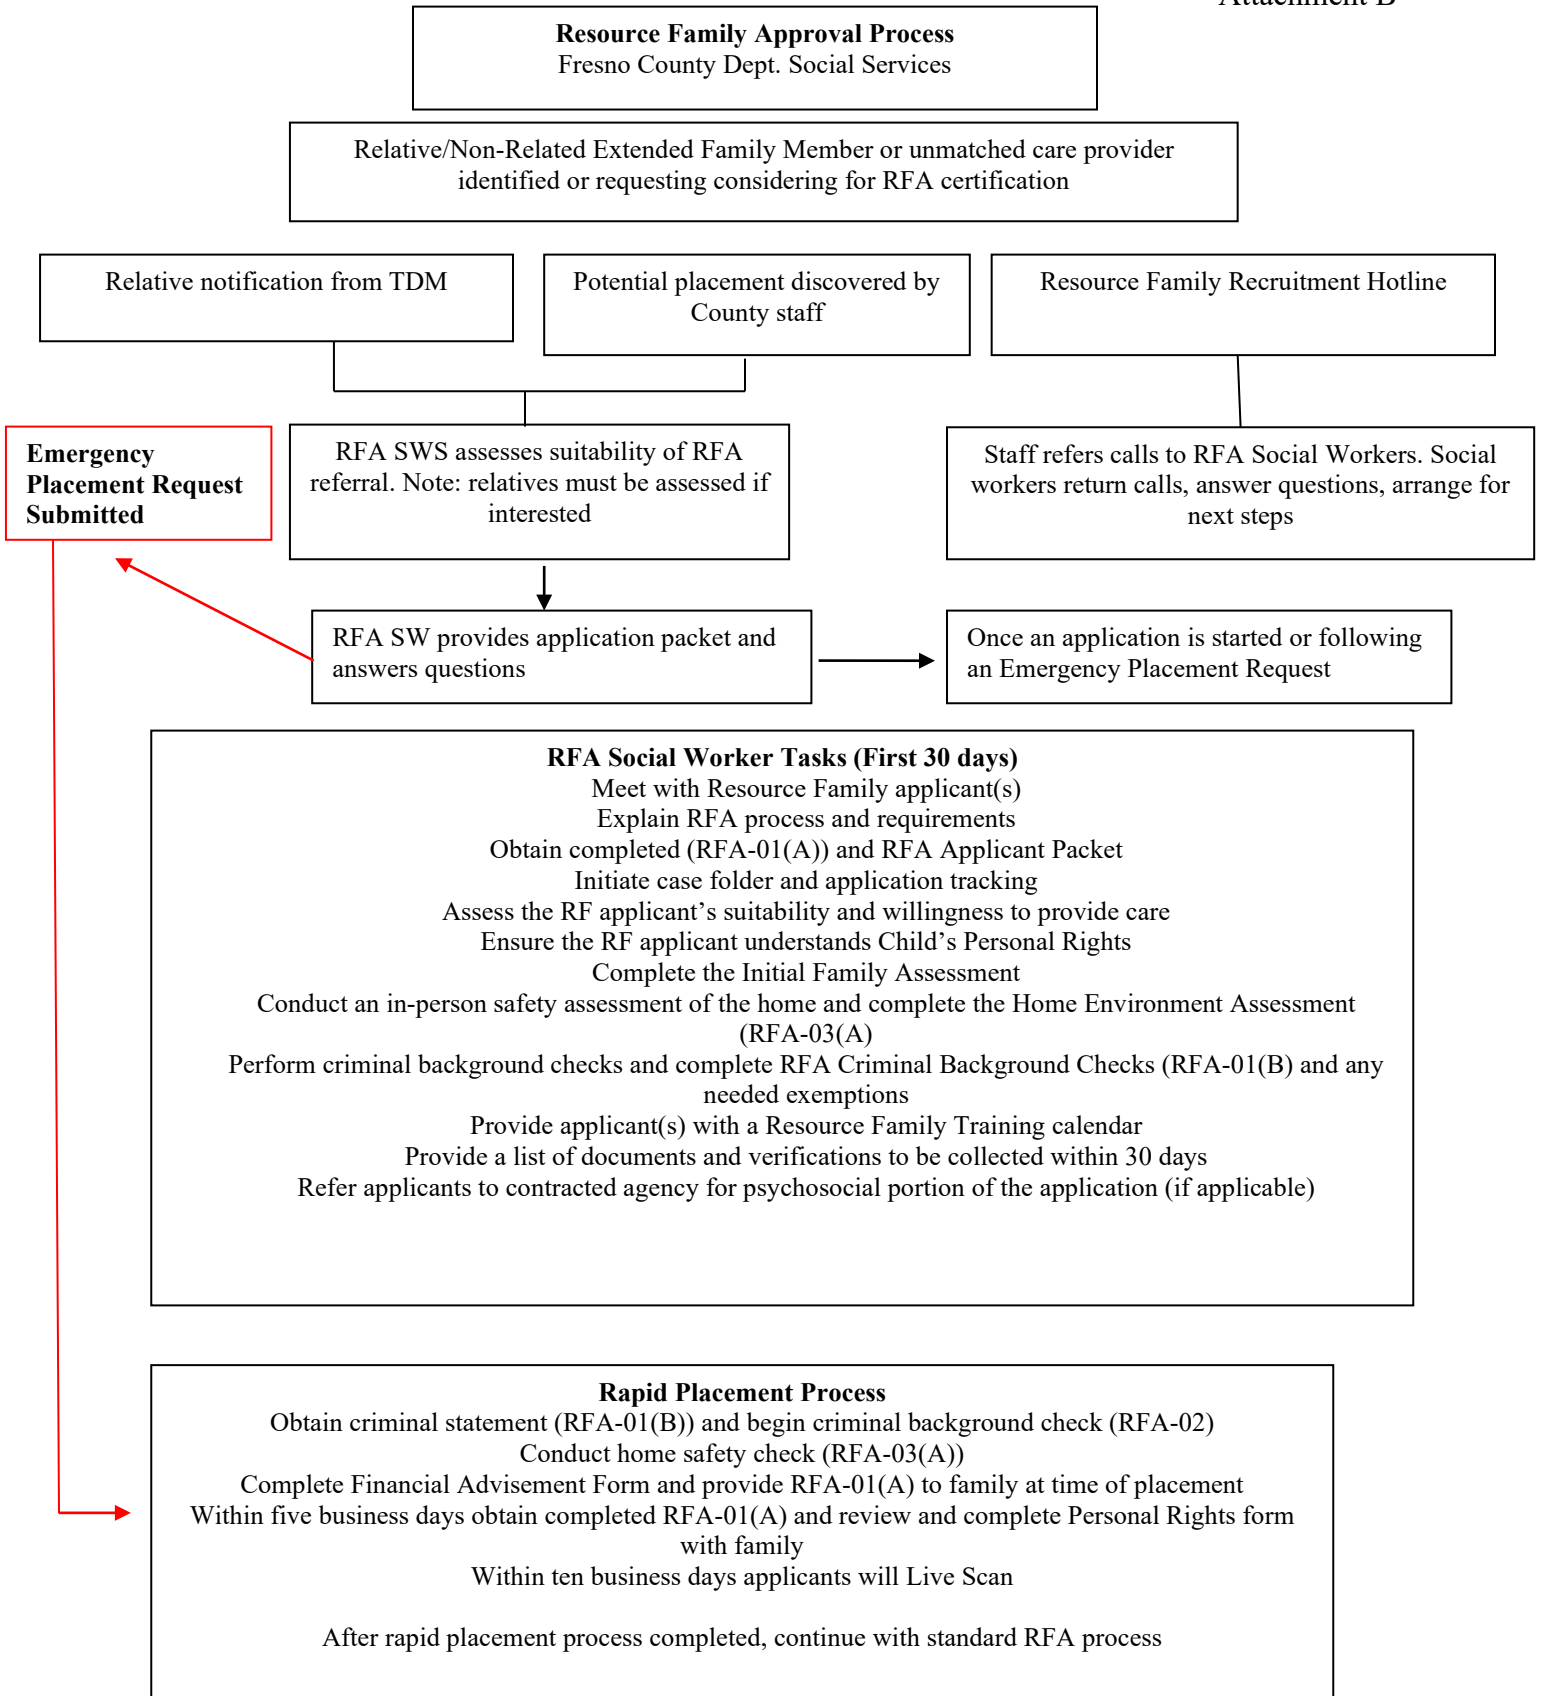 Attachment B
Resource Family Approval Process
Fresno County Dept. Social Services
Relative/Non-Related Extended Family Member or unmatched care provider
identified or requesting considering for RFA certification
Relative notification from TDM
Potential placement discovered by
County staff
Resource Family Recruitment Hotline
Emergency
Placement Request
Submitted
RFA SWS assesses suitability of RFA
referral. Note: relatives must be assessed if
interested
Staff refers calls to RFA Social Workers. Social
workers return calls, answer questions, arrange for
next steps
RFA SW provides application packet and
answers questions
Once an application is started or following
an Emergency Placement Request
RFA Social Worker Tasks (First 30 days)
Meet with Resource Family applicant(s)
Explain RFA process and requirements
Obtain completed (RFA-01(A)) and RFA Applicant Packet
Initiate case folder and application tracking
Assess the RF applicant’s suitability and willingness to provide care
Ensure the RF applicant understands Child’s Personal Rights
Complete the Initial Family Assessment
Conduct an in-person safety assessment of the home and complete the Home Environment Assessment
(RFA-03(A)
Perform criminal background checks and complete RFA Criminal Background Checks (RFA-01(B) and any
needed exemptions
Provide applicant(s) with a Resource Family Training calendar
Provide a list of documents and verifications to be collected within 30 days
Refer applicants to contracted agency for psychosocial portion of the application (if applicable)
Rapid Placement Process
Obtain criminal statement (RFA-01(B)) and begin criminal background check (RFA-02)
Conduct home safety check (RFA-03(A))
Complete Financial Advisement Form and provide RFA-01(A) to family at time of placement
Within five business days obtain completed RFA-01(A) and review and complete Personal Rights form
with family
Within ten business days applicants will Live Scan
After rapid placement process completed, continue with standard RFA process